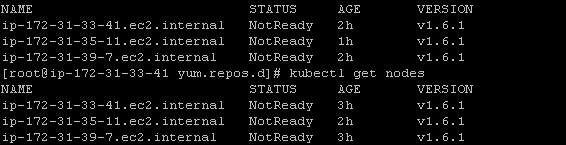 NAME STATUS AGE VERSION
ip-172-31-33-41.ec2.internal NotReady 2h v1.6.1
ip-172-31-35-11.ec2.internal NotReady 1h v1.6.1
ip-172-31-39-7.ec2.internal NotReady 2h v1.6.1
[root@ip-172-31-33-41 yum.repos.d]# kubectl get nodes
NAME STATUS AGE VERSION
ip-172-31-33-41.ec2.internal NotReady 3h v1.6.1
ip-172-31-35-11.ec2.internal NotReady 2h v1.6.1
ip-172-31-39-7.ec2.internal NotReady 3h v1.6.1